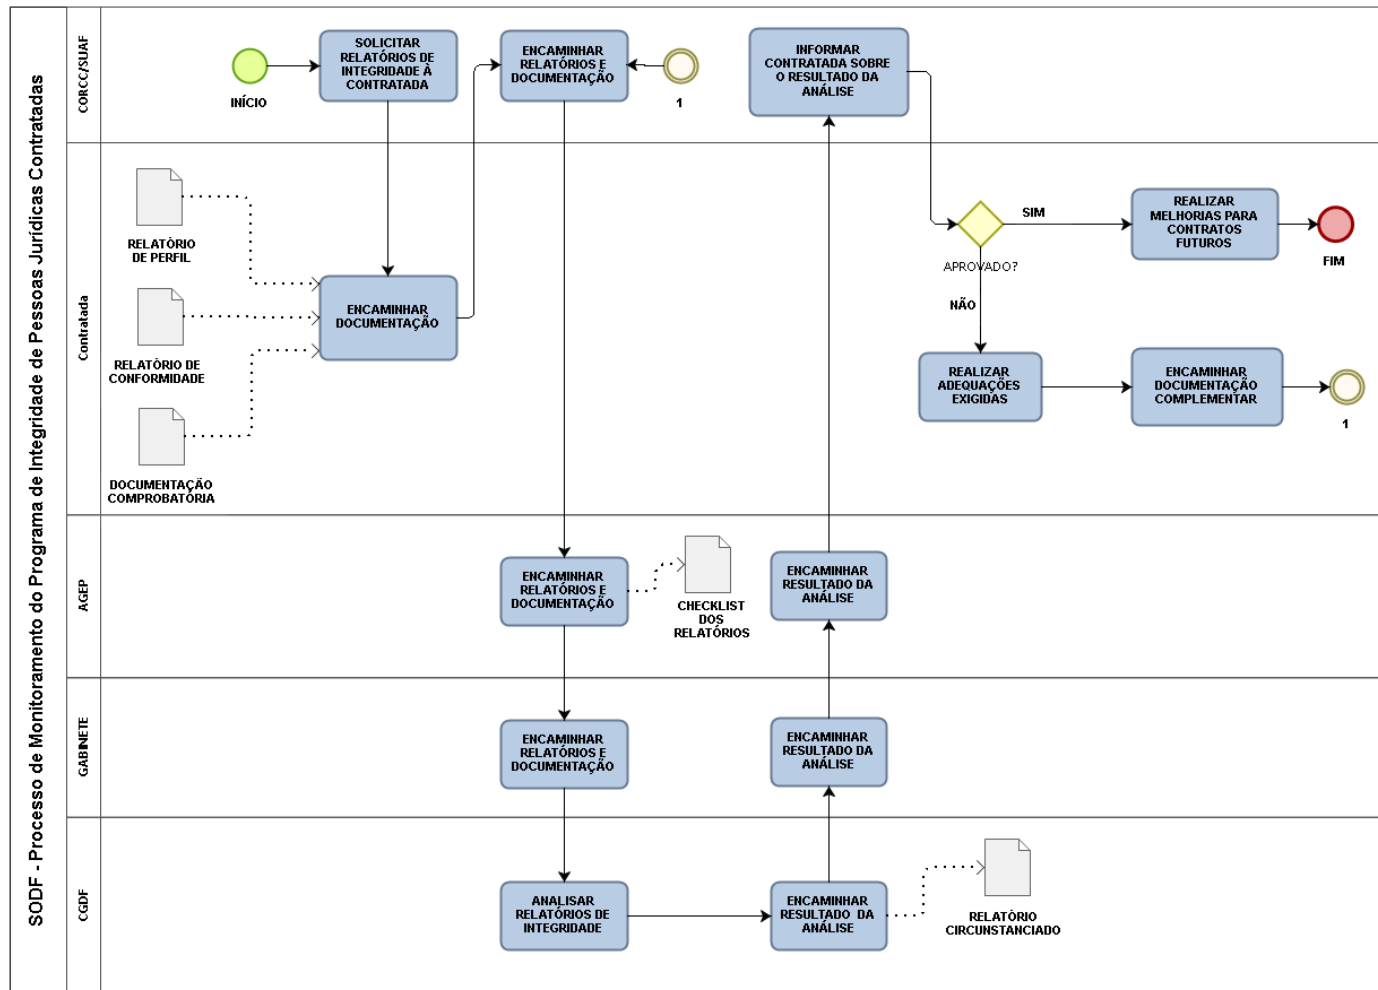 SODF - Processo de Monitoramento do Programa de Integridade de Pessoas Jurídicas Contratadas
CORCC/SUAF
INÍCIO
SOLICITAR
RELATÓRIOS DE
INTEGRIDADE À
CONTRATADA
ENCAMINHAR
RELATÓRIOS E
DOCUMENTAÇÃO
1
INFORMAR
CONTRATADA SOBRE
O RESULTADO DA
ANÁLISE
Contratada
RELATÓRIO
DE PERFIL
RELATÓRIO DE
CONFORMIDADE
DOCUMENTAÇÃO
COMPROBATÓRIA
ENCAMINHAR
DOCUMENTAÇÃO
APROVADO?
SIM
REALIZAR
MELHORIAS PARA
CONTRATOS
FUTUROS
FIM
NÃO
REALIZAR
ADEQUAÇÕES
EXIGIDAS
ENCAMINHAR
DOCUMENTAÇÃO
COMPLEMENTAR
1
AGEP
ENCAMINHAR
RELATÓRIOS E
DOCUMENTAÇÃO
CHECKLIST
DOS
RELATÓRIOS
ENCAMINHAR
RESULTADO DA
ANÁLISE
GABINETE
ENCAMINHAR
RELATÓRIOS E
DOCUMENTAÇÃO
ENCAMINHAR
RESULTADO DA
ANÁLISE
CGDF
ANALISAR
RELATÓRIOS DE
INTEGRIDADE
ENCAMINHAR
RESULTADO DA
ANÁLISE
RELATÓRIO
CIRCUNSTANCIADO